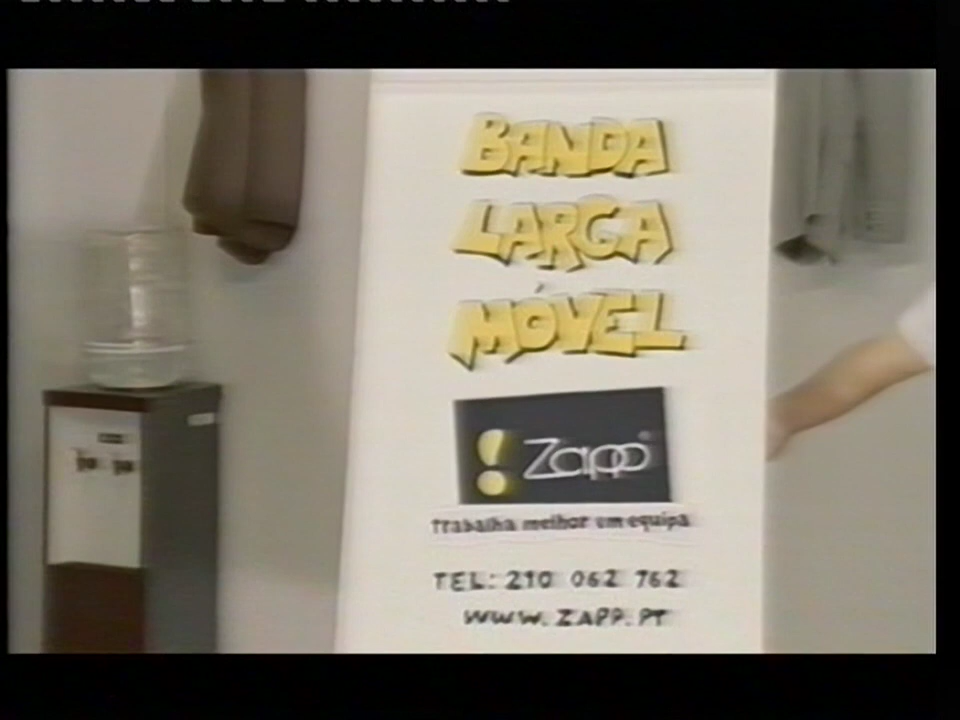 BANDA
LARGA
MÓVEL
Zapp
Trabalha melhor em equipa
TEL: 210 062 762
WWW.ZAPP.PT